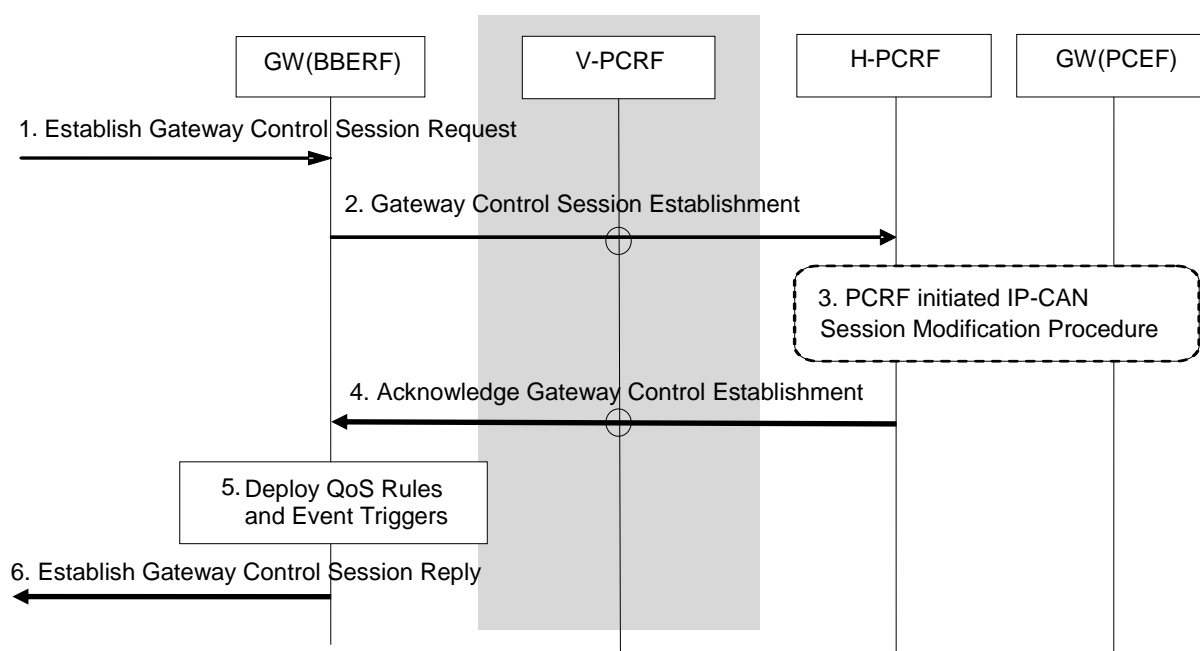 GW(BBERF)
V-PCRF
H-PCRF
GW(PCEF)
1. Establish Gateway Control Session Request
2. Gateway Control Session Establishment
3. PCRF initiated IP-CAN
Session Modification Procedure
4. Acknowledge Gateway Control Establishment
5. Deploy QoS Rules
and Event Triggers
6. Establish Gateway Control Session Reply